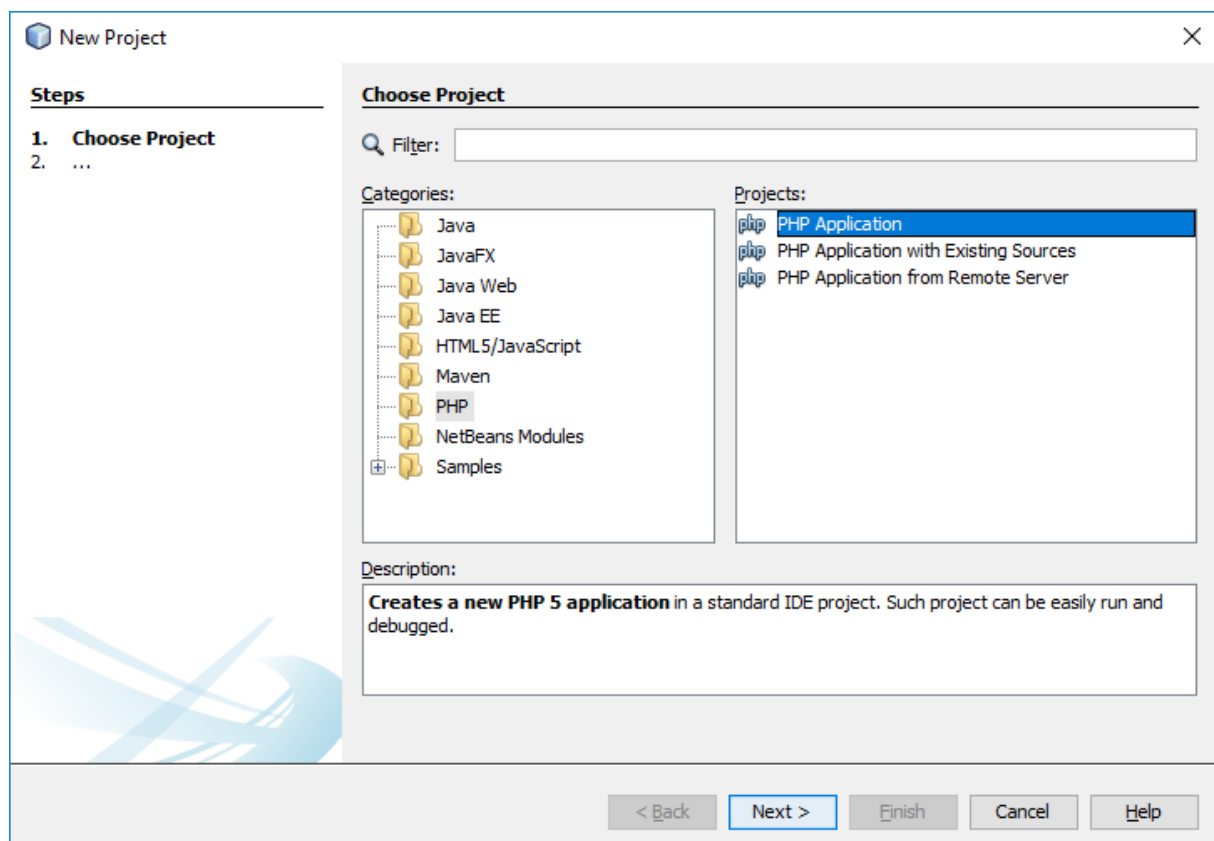 New Project
Steps
1. Choose Project
2. ...
Choose Project
Filter:
Categories:
Java
JavaFX
Java Web
Java EE
HTML5/JavaScript
Maven
PHP
NetBeans Modules
Samples
Projects:
php PHP Application
php PHP Application with Existing Sources
php PHP Application from Remote Server
Description:
Creates a new PHP 5 application in a standard IDE project. Such project can be easily run and
debugged.
< Back
Next >
Finish
Cancel
Help